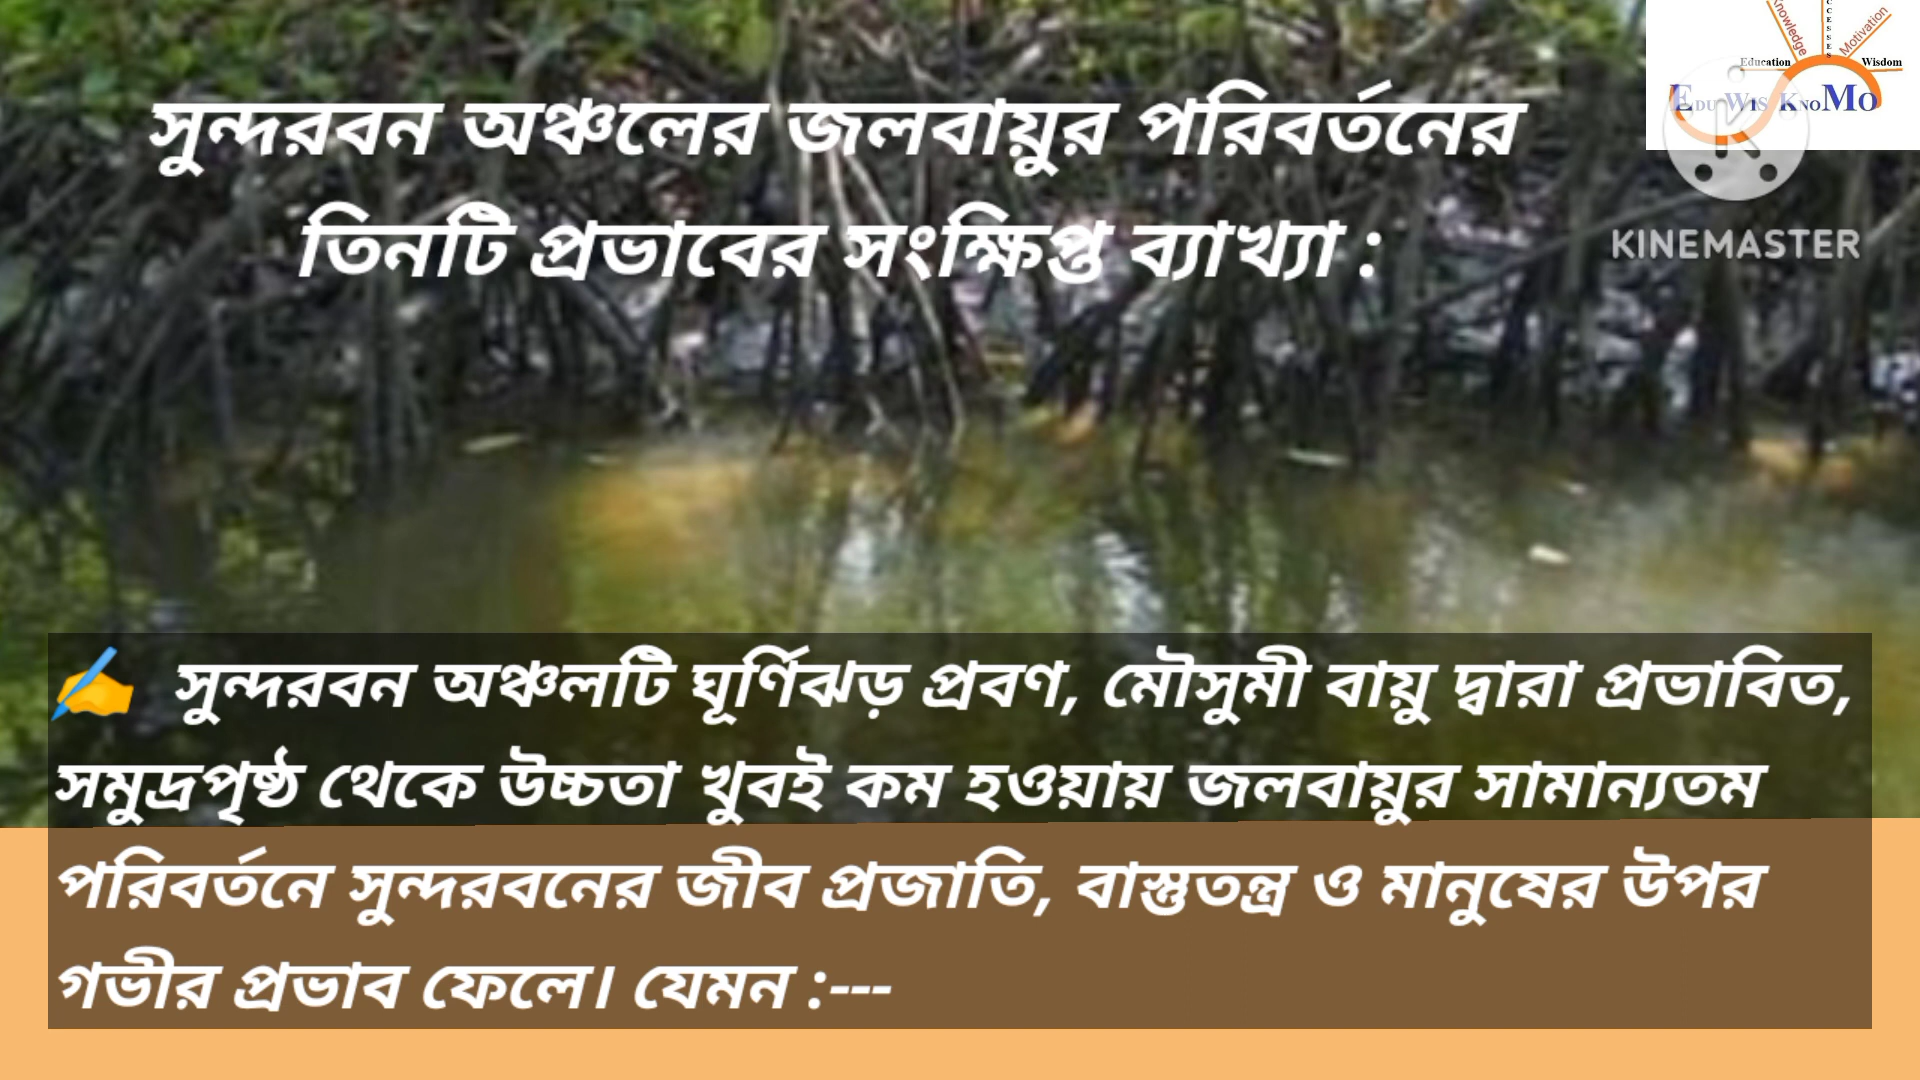 Knowledge
CCESSES
Motivation
Education
Wisdom
EDU WIS KNOMO
সুন্দরবন অঞ্চলের জলবায়ুর পরিবর্তনের
তিনটি প্রভাবের সংক্ষিপ্ত ব্যাখ্যা :
KINEMASTER
✍️ সুন্দরবন অঞ্চলটি ঘূর্ণিঝড় প্রবণ, মৌসুমী বায়ু দ্বারা প্রভাবিত,
সমুদ্রপৃষ্ঠ থেকে উচ্চতা খুবই কম হওয়ায় জলবায়ুর সামান্যতম
পরিবর্তনে সুন্দরবনের জীব প্রজাতি, বাস্তুতন্ত্র ও মানুষের উপর
গভীর প্রভাব ফেলে। যেমন :---